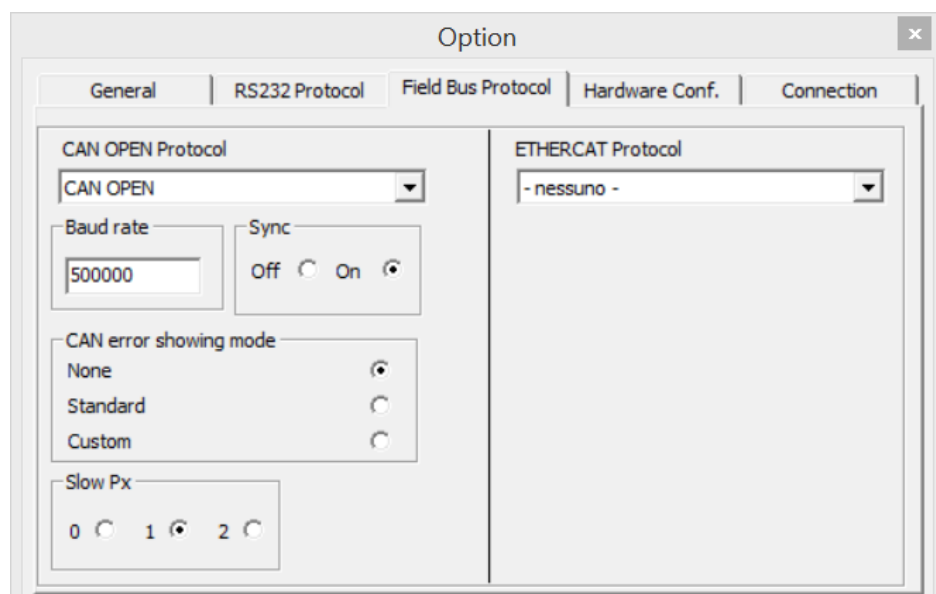 Option
General
RS232 Protocol
Field Bus Protocol
Hardware Conf.
Connection
CAN OPEN Protocol
CAN OPEN
Baud rate
500000
Sync
Off On
CAN error showing mode
None
Standard
Custom
Slow Px
0 1 2
ETHERCAT Protocol
- nessuno -